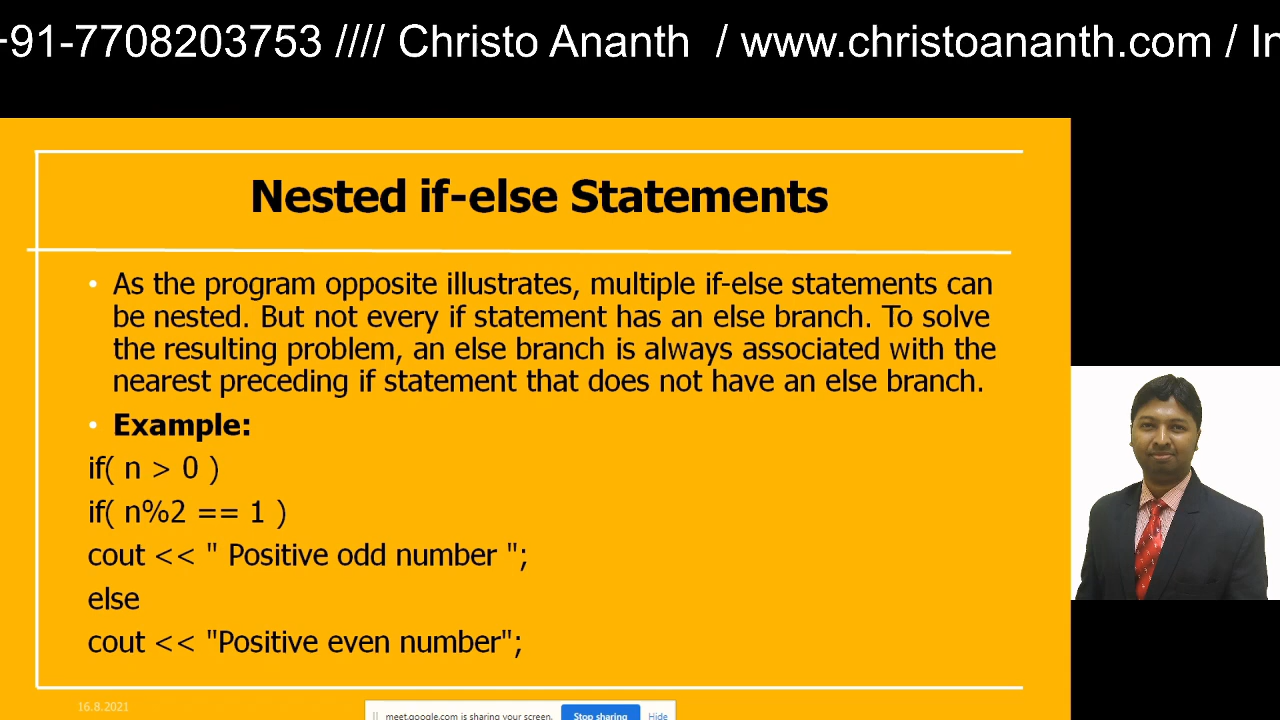 +91-7708203753 //// Christo Ananth / www.christoananth.com / In
Nested if-else Statements
• As the program opposite illustrates, multiple if-else statements can
be nested. But not every if statement has an else branch. To solve
the resulting problem, an else branch is always associated with the
nearest preceding if statement that does not have an else branch.
• Example:
if( n > 0 )
if( n%2 == 1 )
cout << " Positive odd number ";
else
cout << "Positive even number";
16.8.2021
meet.google.com is sharing your screen. Stop sharing Hide